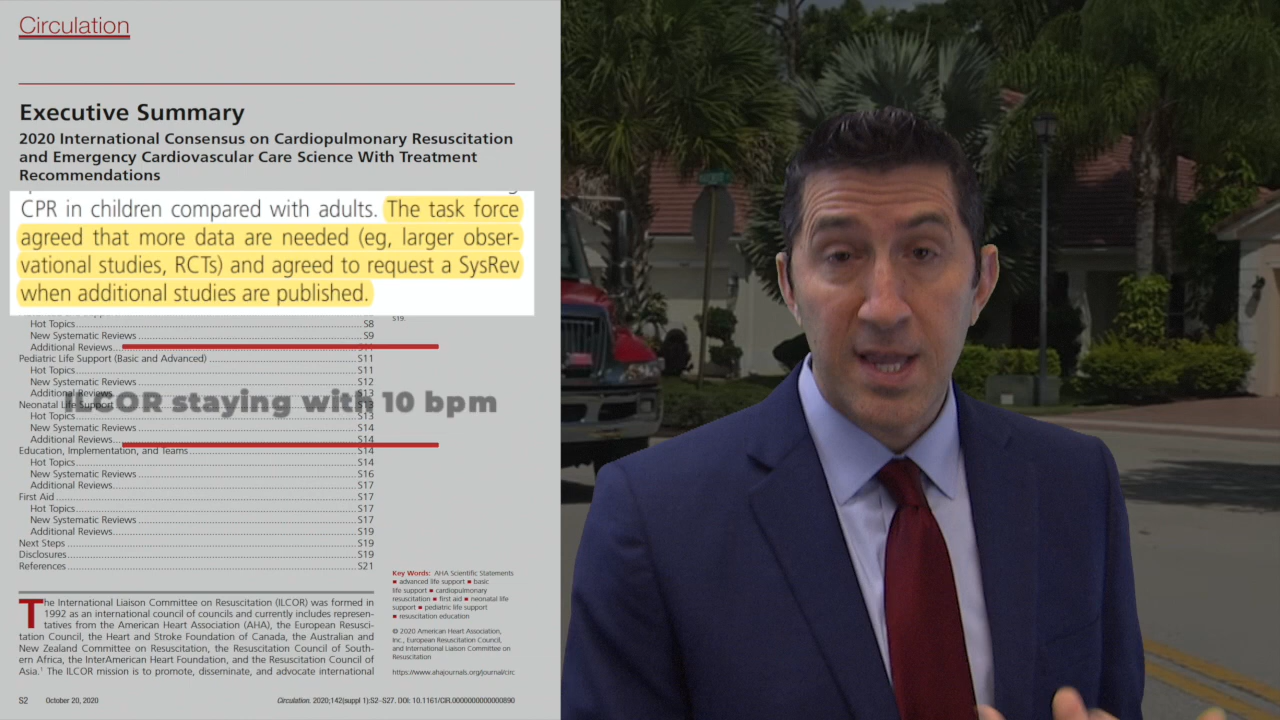 Circulation
Executive Summary
2020 International Consensus on Cardiopulmonary Resuscitation
and Emergency Cardiovascular Care Science With Treatment
Recommendations
CPR in children compared with adults. The task force
agreed that more data are needed (eg, larger obser-
vational studies, RCTs) and agreed to request a SysRev
when additional studies are published.
Hot Topics S8
New Systematic Reviews S9
Additional Reviews
Pediatric Life Support (Basic and Advanced) S11
Hot Topics S11
New Systematic Reviews S12
Additional Reviews S13
ILCOR staying with 10 bpm
Neonatal Life Support
Hot Topics S13
New Systematic Reviews S14
Additional Reviews S14
Education, Implementation, and Teams S14
Hot Topics S14
New Systematic Reviews S16
Additional Reviews S17
First Aid S17
Hot Topics S17
New Systematic Reviews S17
Additional Reviews S19
Next Steps S19
Disclosures S19
References S21
S19.
Key Words: AHA Scientific Statements
■ advanced life support ■ basic
life support ■ cardiopulmonary
resuscitation ■ first aid ■ neonatal life
support ■ pediatric life support
■ resuscitation education
© 2020 American Heart Association,
Inc., European Resuscitation Council,
and International Liaison Committee on
Resuscitation
https://www.ahajournals.org/journal/circ
The International Liaison Committee on Resuscitation (ILCOR) was formed in
1992 as an international council of councils and currently includes represen-
tatives from the American Heart Association (AHA), the European Resusci-
tation Council, the Heart and Stroke Foundation of Canada, the Australian and
New Zealand Committee on Resuscitation, the Resuscitation Council of South-
ern Africa, the InterAmerican Heart Foundation, and the Resuscitation Council of
Asia.¹ The ILCOR mission is to promote, disseminate, and advocate international
S2 October 20, 2020 Circulation. 2020;142(suppl 1):S2–S27. DOI: 10.1161/CIR.0000000000000890